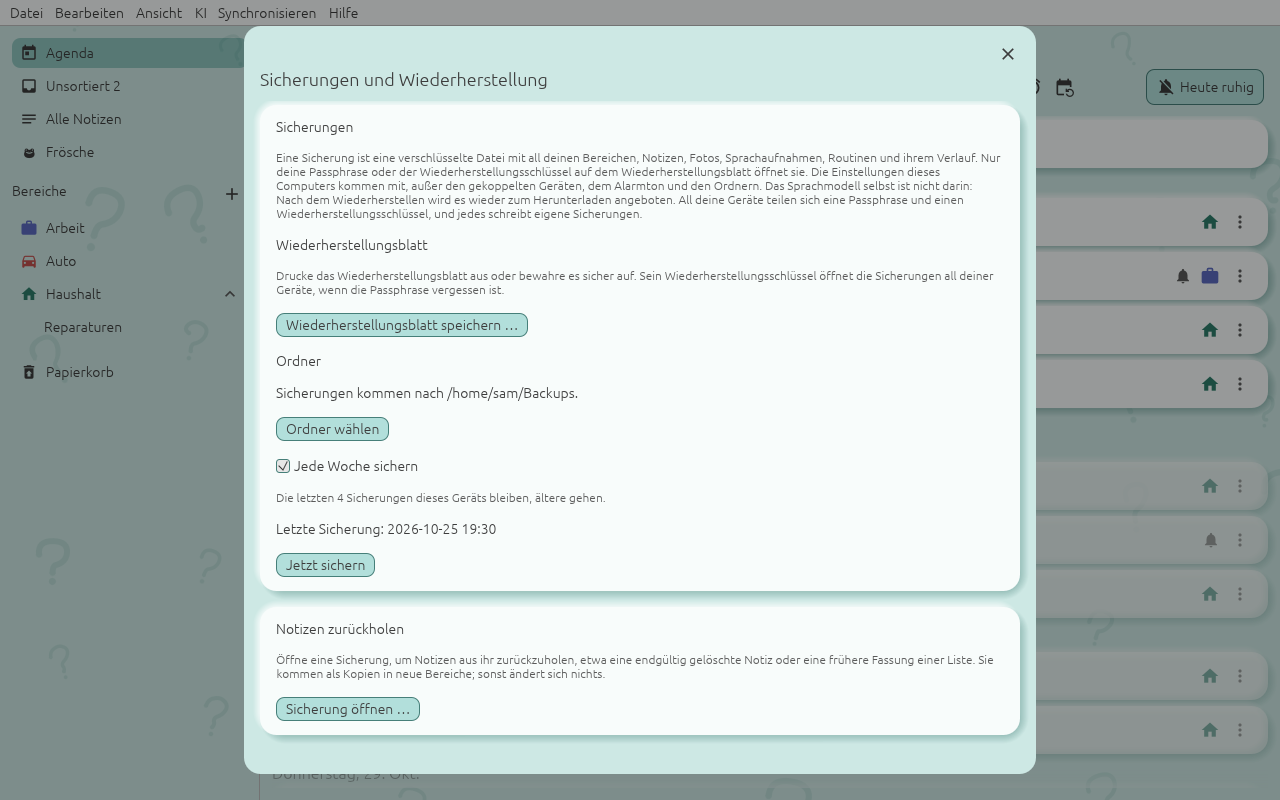 Datei Bearbeiten Ansicht KI Synchronisieren Hilfe
Agenda
Unsortiert 2
Alle Notizen
Frösche
Bereiche
Arbeit
Auto
Haushalt
Reparaturen
Papierkorb
Heute ruhig
Sicherungen und Wiederherstellung
Sicherungen
Eine Sicherung ist eine verschlüsselte Datei mit all deinen Bereichen, Notizen, Fotos, Sprachaufnahmen, Routinen und ihrem Verlauf. Nur
deine Passphrase oder der Wiederherstellungsschlüssel auf dem Wiederherstellungsblatt öffnet sie. Die Einstellungen dieses
Computers kommen mit, außer den gekoppelten Geräten, dem Alarmton und den Ordnern. Das Sprachmodell selbst ist nicht darin:
Nach dem Wiederherstellen wird es wieder zum Herunterladen angeboten. All deine Geräte teilen sich eine Passphrase und einen
Wiederherstellungsschlüssel, und jedes schreibt eigene Sicherungen.
Wiederherstellungsblatt
Drucke das Wiederherstellungsblatt aus oder bewahre es sicher auf. Sein Wiederherstellungsschlüssel öffnet die Sicherungen all deiner
Geräte, wenn die Passphrase vergessen ist.
Wiederherstellungsblatt speichern …
Ordner
Sicherungen kommen nach /home/sam/Backups.
Ordner wählen
Jede Woche sichern
Die letzten 4 Sicherungen dieses Geräts bleiben, ältere gehen.
Letzte Sicherung: 2026-10-25 19:30
Jetzt sichern
Notizen zurückholen
Öffne eine Sicherung, um Notizen aus ihr zurückzuholen, etwa eine endgültig gelöschte Notiz oder eine frühere Fassung einer Liste. Sie
kommen als Kopien in neue Bereiche; sonst ändert sich nichts.
Sicherung öffnen …
Donnerstag, 29. Okt.